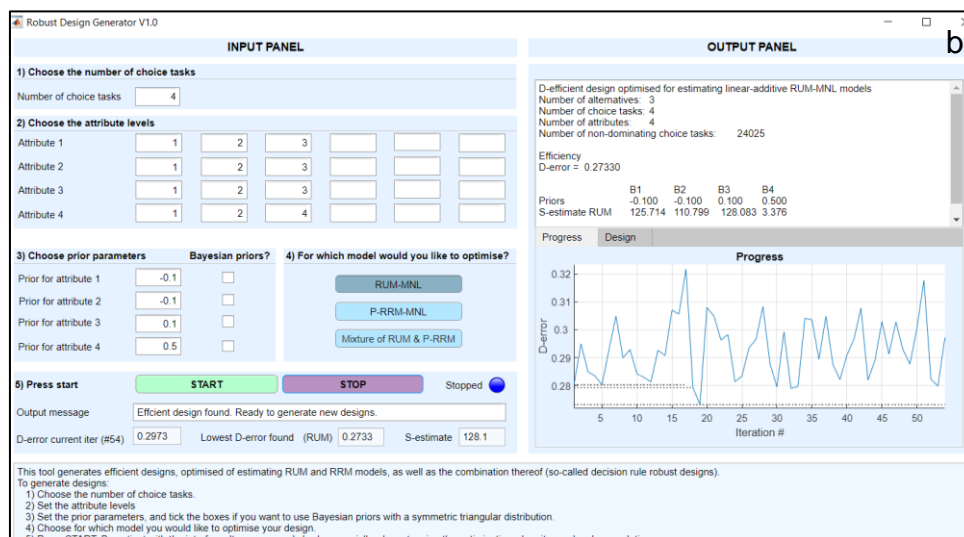 Robust Design Generator V1.0
b
INPUT PANEL
1) Choose the number of choice tasks
Number of choice tasks 4
2) Choose the attribute levels
Attribute 1 1 2 3
Attribute 2 1 2 3
Attribute 3 1 2 3
Attribute 4 1 2 4
3) Choose prior parameters Bayesian priors?
Prior for attribute 1 -0.1
Prior for attribute 2 -0.1
Prior for attribute 3 0.1
Prior for attribute 4 0.5
4) For which model would you like to optimise?
RUM-MNL
P-RRM-MNL
Mixture of RUM & P-RRM
5) Press start START STOP Stopped
Output message Effcient design found. Ready to generate new designs.
D-error current iter (#54) 0.2973 Lowest D-error found (RUM) 0.2733 S-estimate 128.1
OUTPUT PANEL
D-efficient design optimised for estimating linear-additive RUM-MNL models
Number of alternatives: 3
Number of choice tasks: 4
Number of attributes: 4
Number of non-dominating choice tasks: 24025
Efficiency
D-error = 0.27330
B1 B2 B3 B4
Priors -0.100 -0.100 0.100 0.500
S-estimate RUM 125.714 110.799 128.083 3.376
Progress Design
Progress
D-error
0.32
0.31
0.3
0.29
0.28
5 10 15 20 25 30 35 40 45 50
Iteration #
This tool generates efficient designs, optimised of estimating RUM and RRM models, as well as the combination thereof (so-called decision rule robust designs).
To generate designs:
1) Choose the number of choice tasks.
2) Set the attribute levels
3) Set the prior parameters, and tick the boxes if you want to use Bayesian priors with a symmetric triangular distribution.
4) Choose for which model you would like to optimise your design.